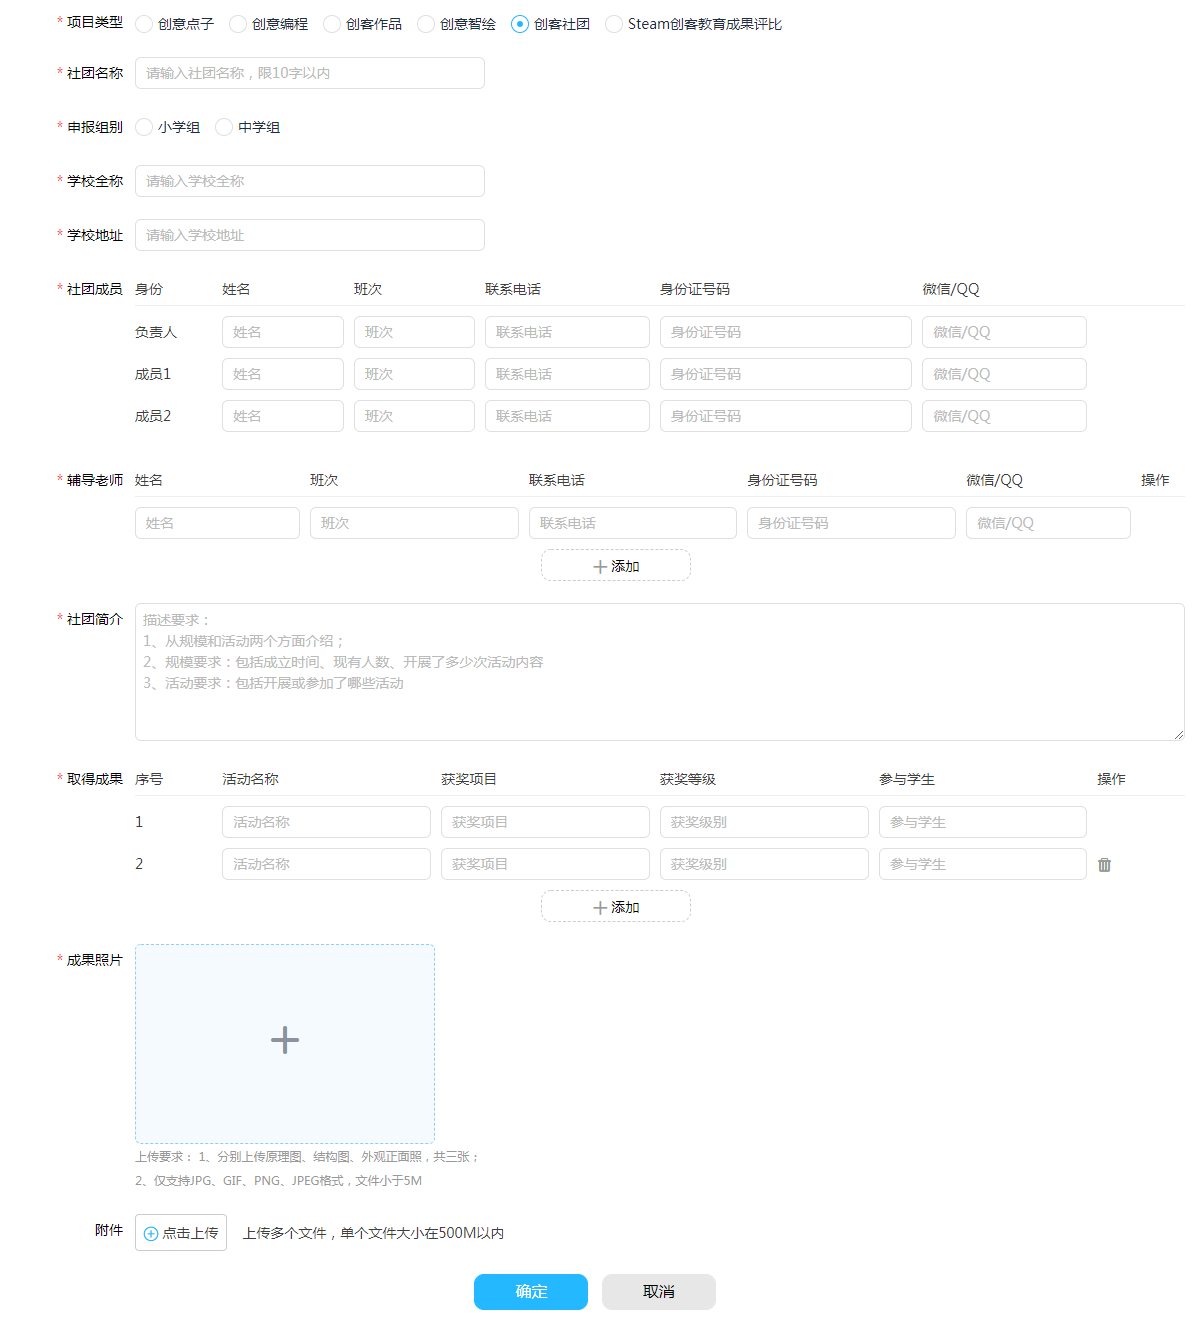 * 项目类型 创意点子 创意编程 创客作品 创意智绘 创客社团 Steam创客教育成果评比
* 社团名称 请输入社团名称，限10字以内
* 申报组别 小学组 中学组
* 学校全称 请输入学校全称
* 学校地址 请输入学校地址
* 社团成员 身份 姓名 班次 联系电话 身份证号码 微信/QQ
负责人 姓名 班次 联系电话 身份证号码 微信/QQ
成员1 姓名 班次 联系电话 身份证号码 微信/QQ
成员2 姓名 班次 联系电话 身份证号码 微信/QQ
* 辅导老师 姓名 班次 联系电话 身份证号码 微信/QQ 操作
姓名 班次 联系电话 身份证号码 微信/QQ
添加
* 社团简介 描述要求：
1、从规模和活动两个方面介绍；
2、规模要求：包括成立时间、现有人数、开展了多少次活动内容
3、活动要求：包括开展或参加了哪些活动
* 取得成果 序号 活动名称 获奖项目 获奖等级 参与学生 操作
1 活动名称 获奖项目 获奖级别 参与学生
2 活动名称 获奖项目 获奖级别 参与学生
添加
* 成果照片
上传要求： 1、分别上传原理图、结构图、外观正面照，共三张；
2、仅支持JPG、GIF、PNG、JPEG格式，文件小于5M
附件 点击上传 上传多个文件，单个文件大小在500M以内
确定 取消